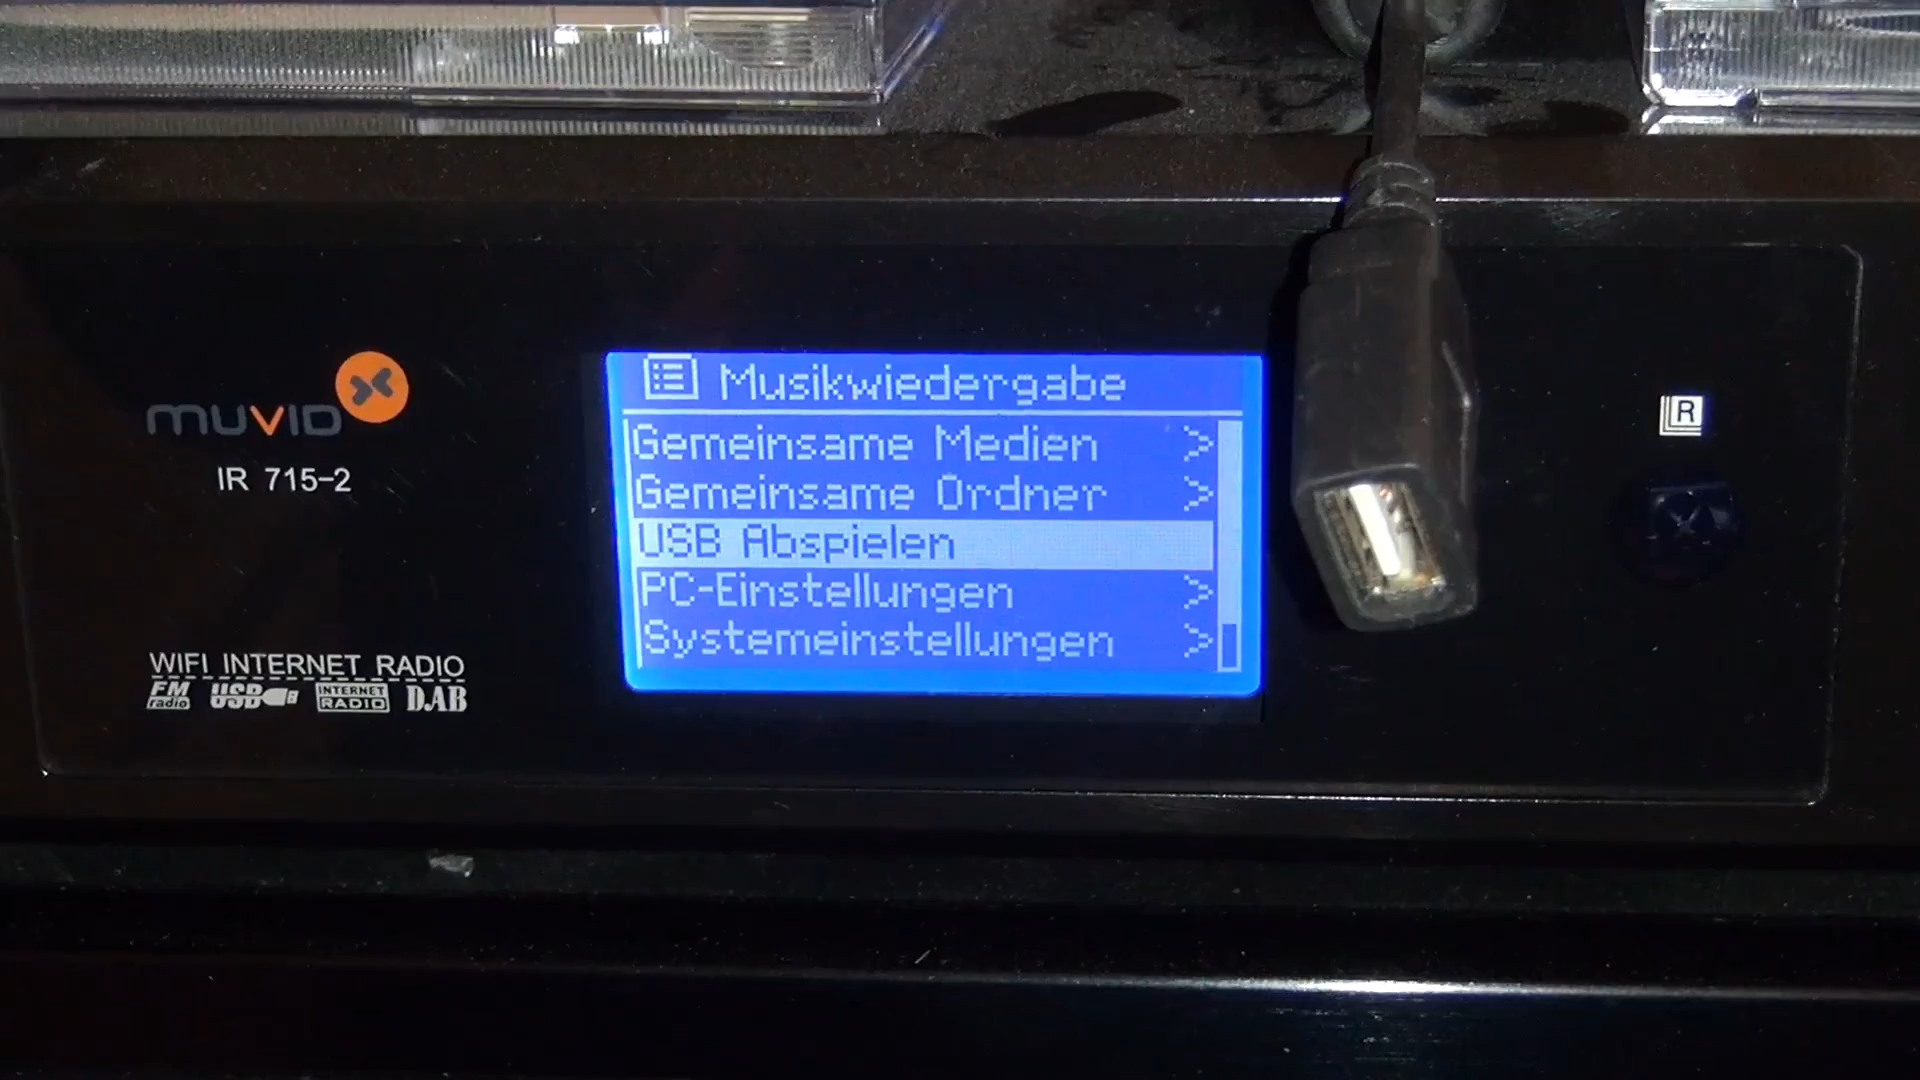 Musikwiedergabe
Gemeinsame Medien >
Gemeinsame Ordner >
USB Abspielen
PC-Einstellungen >
Systemeinstellungen >
MUVID
IR 715-2
R
WIFI INTERNET RADIO
FM radio USB INTERNET RADIO DAB